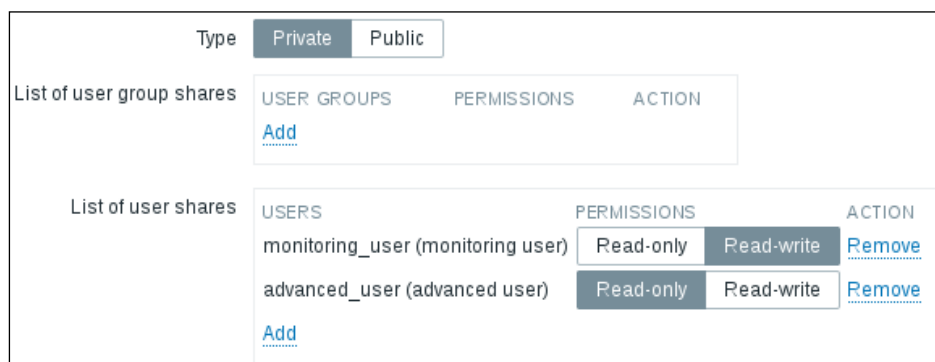 Type Private Public
List of user group shares USER GROUPS PERMISSIONS ACTION
Add
List of user shares USERS PERMISSIONS ACTION
monitoring_user (monitoring user) Read-only Read-write Remove
advanced_user (advanced user) Read-only Read-write Remove
Add